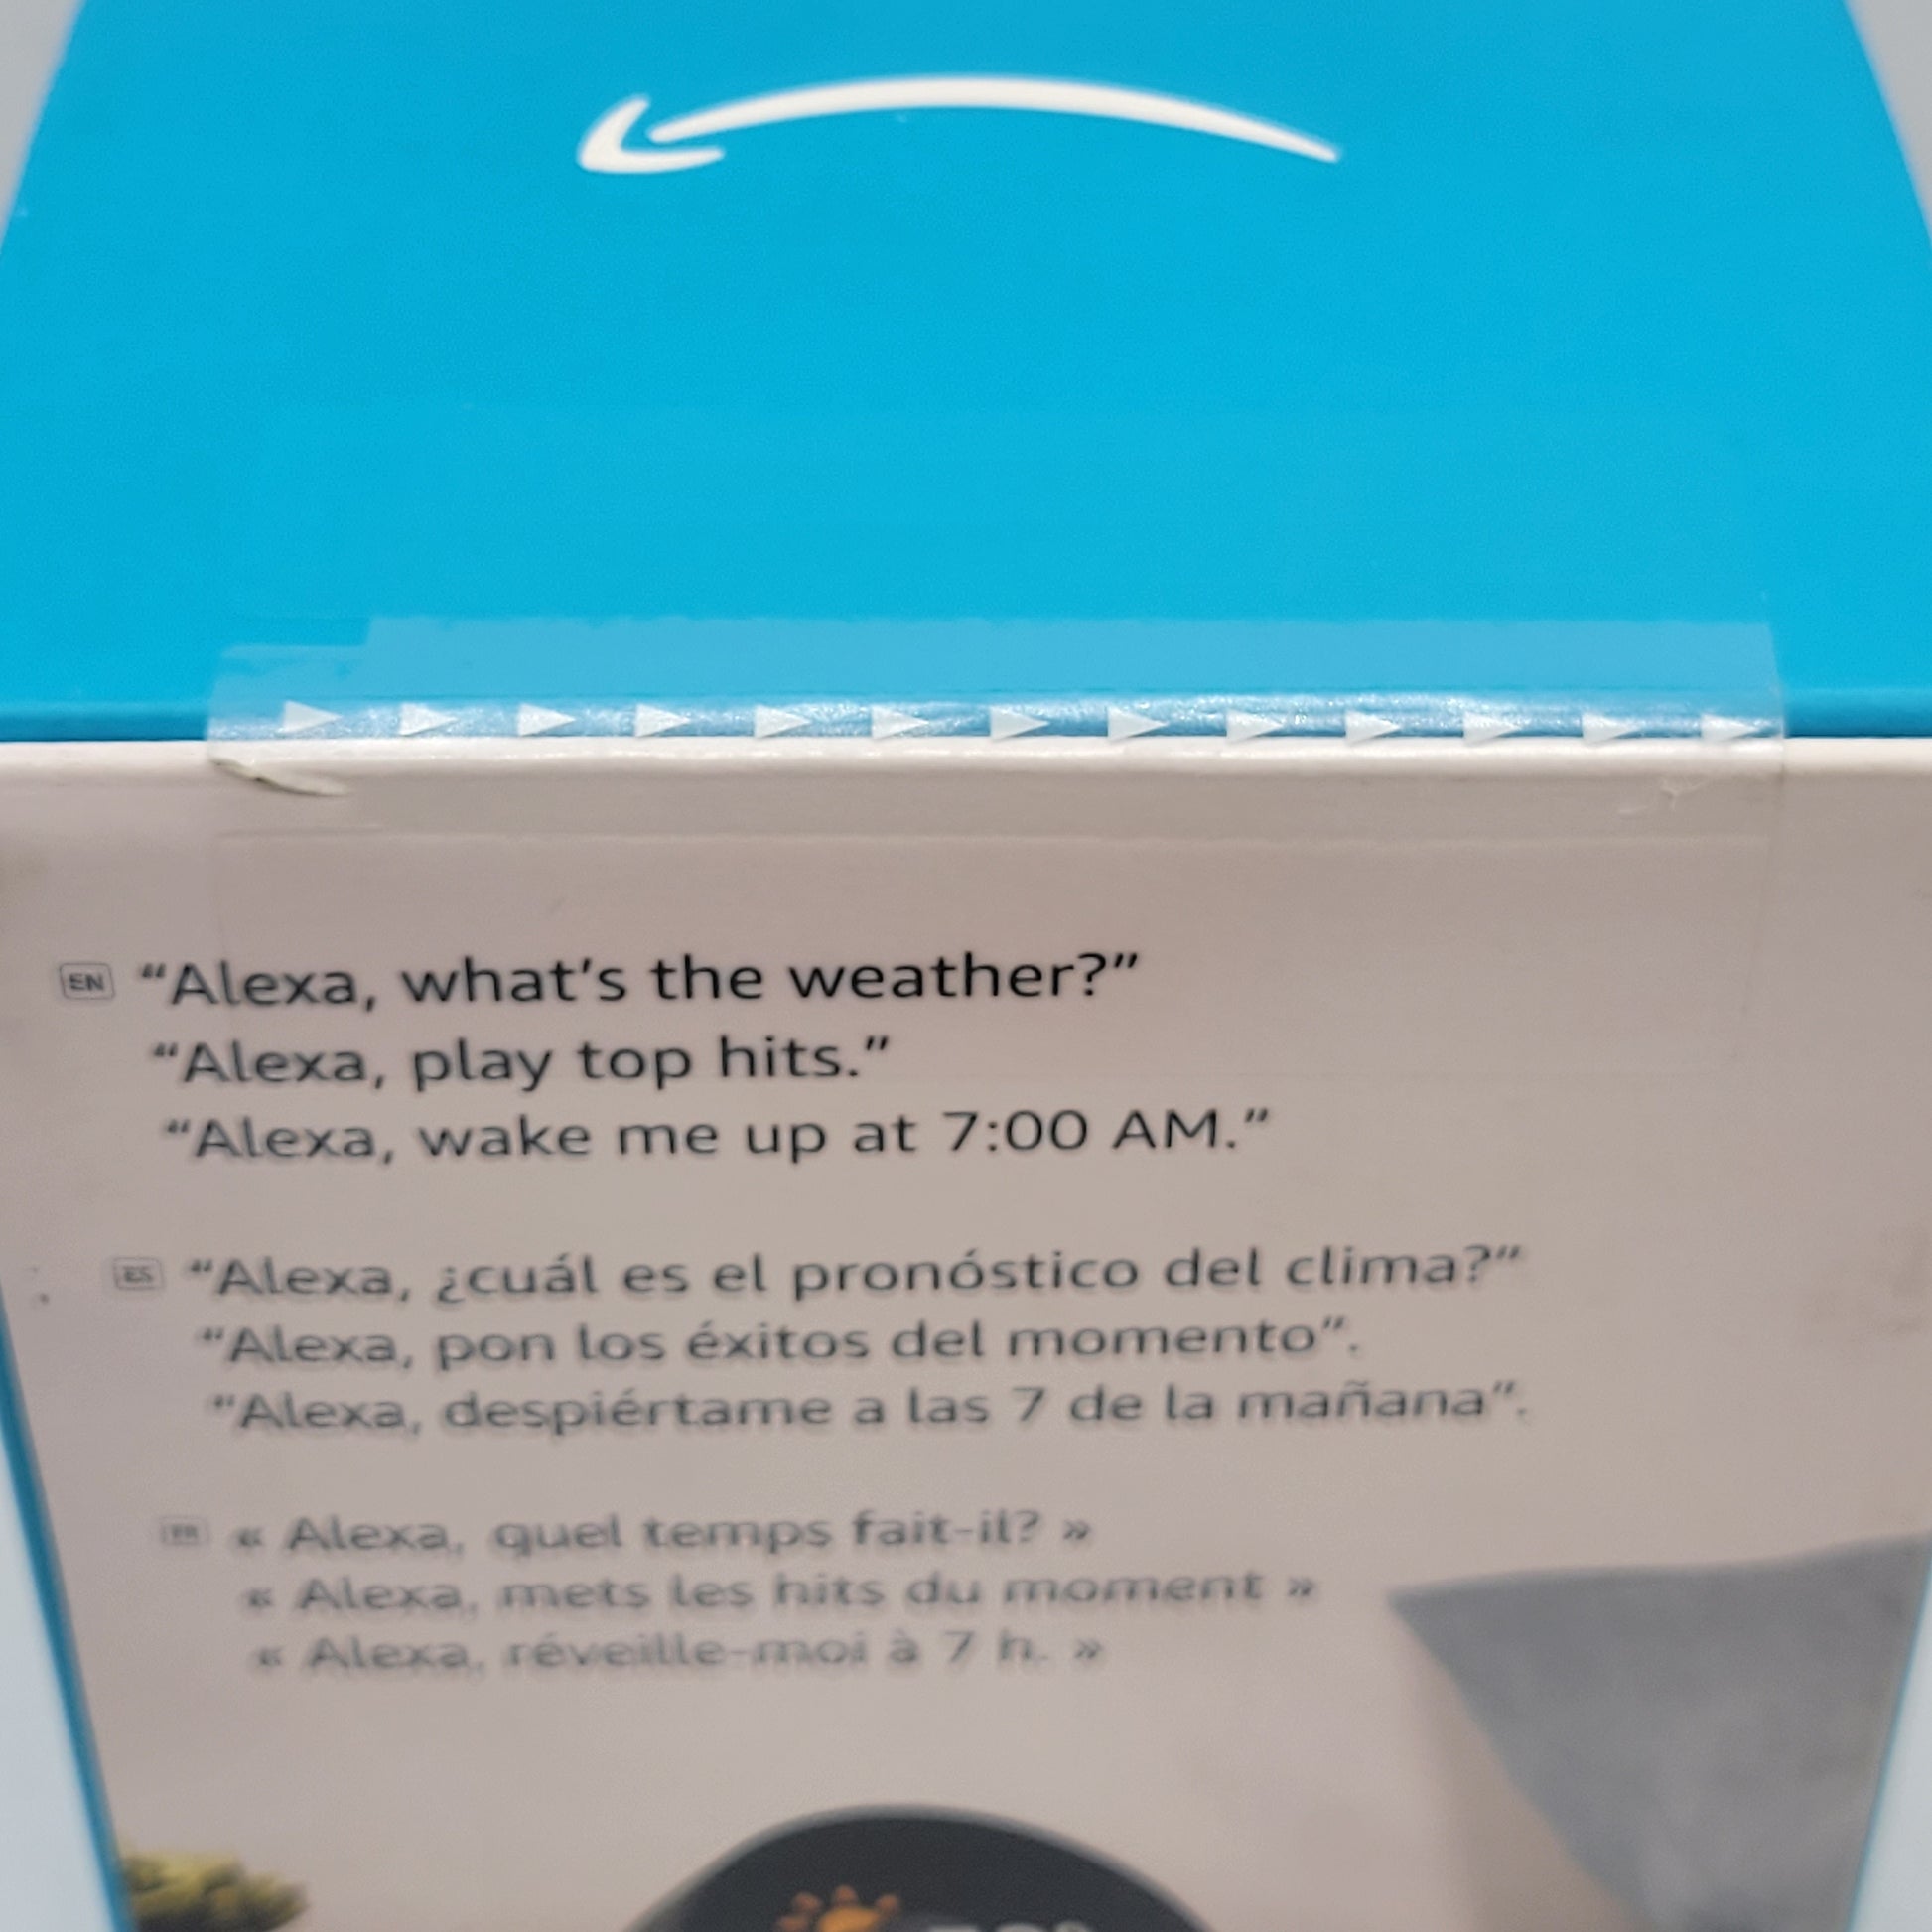 EN “Alexa, what’s the weather?”
“Alexa, play top hits.”
“Alexa, wake me up at 7:00 AM.”
ES “Alexa, ¿cuál es el pronóstico del clima?”
“Alexa, pon los éxitos del momento”.
“Alexa, despiértame a las 7 de la mañana”.
FR « Alexa, quel temps fait-il? »
« Alexa, mets les hits du moment »
« Alexa, réveille-moi à 7 h. »